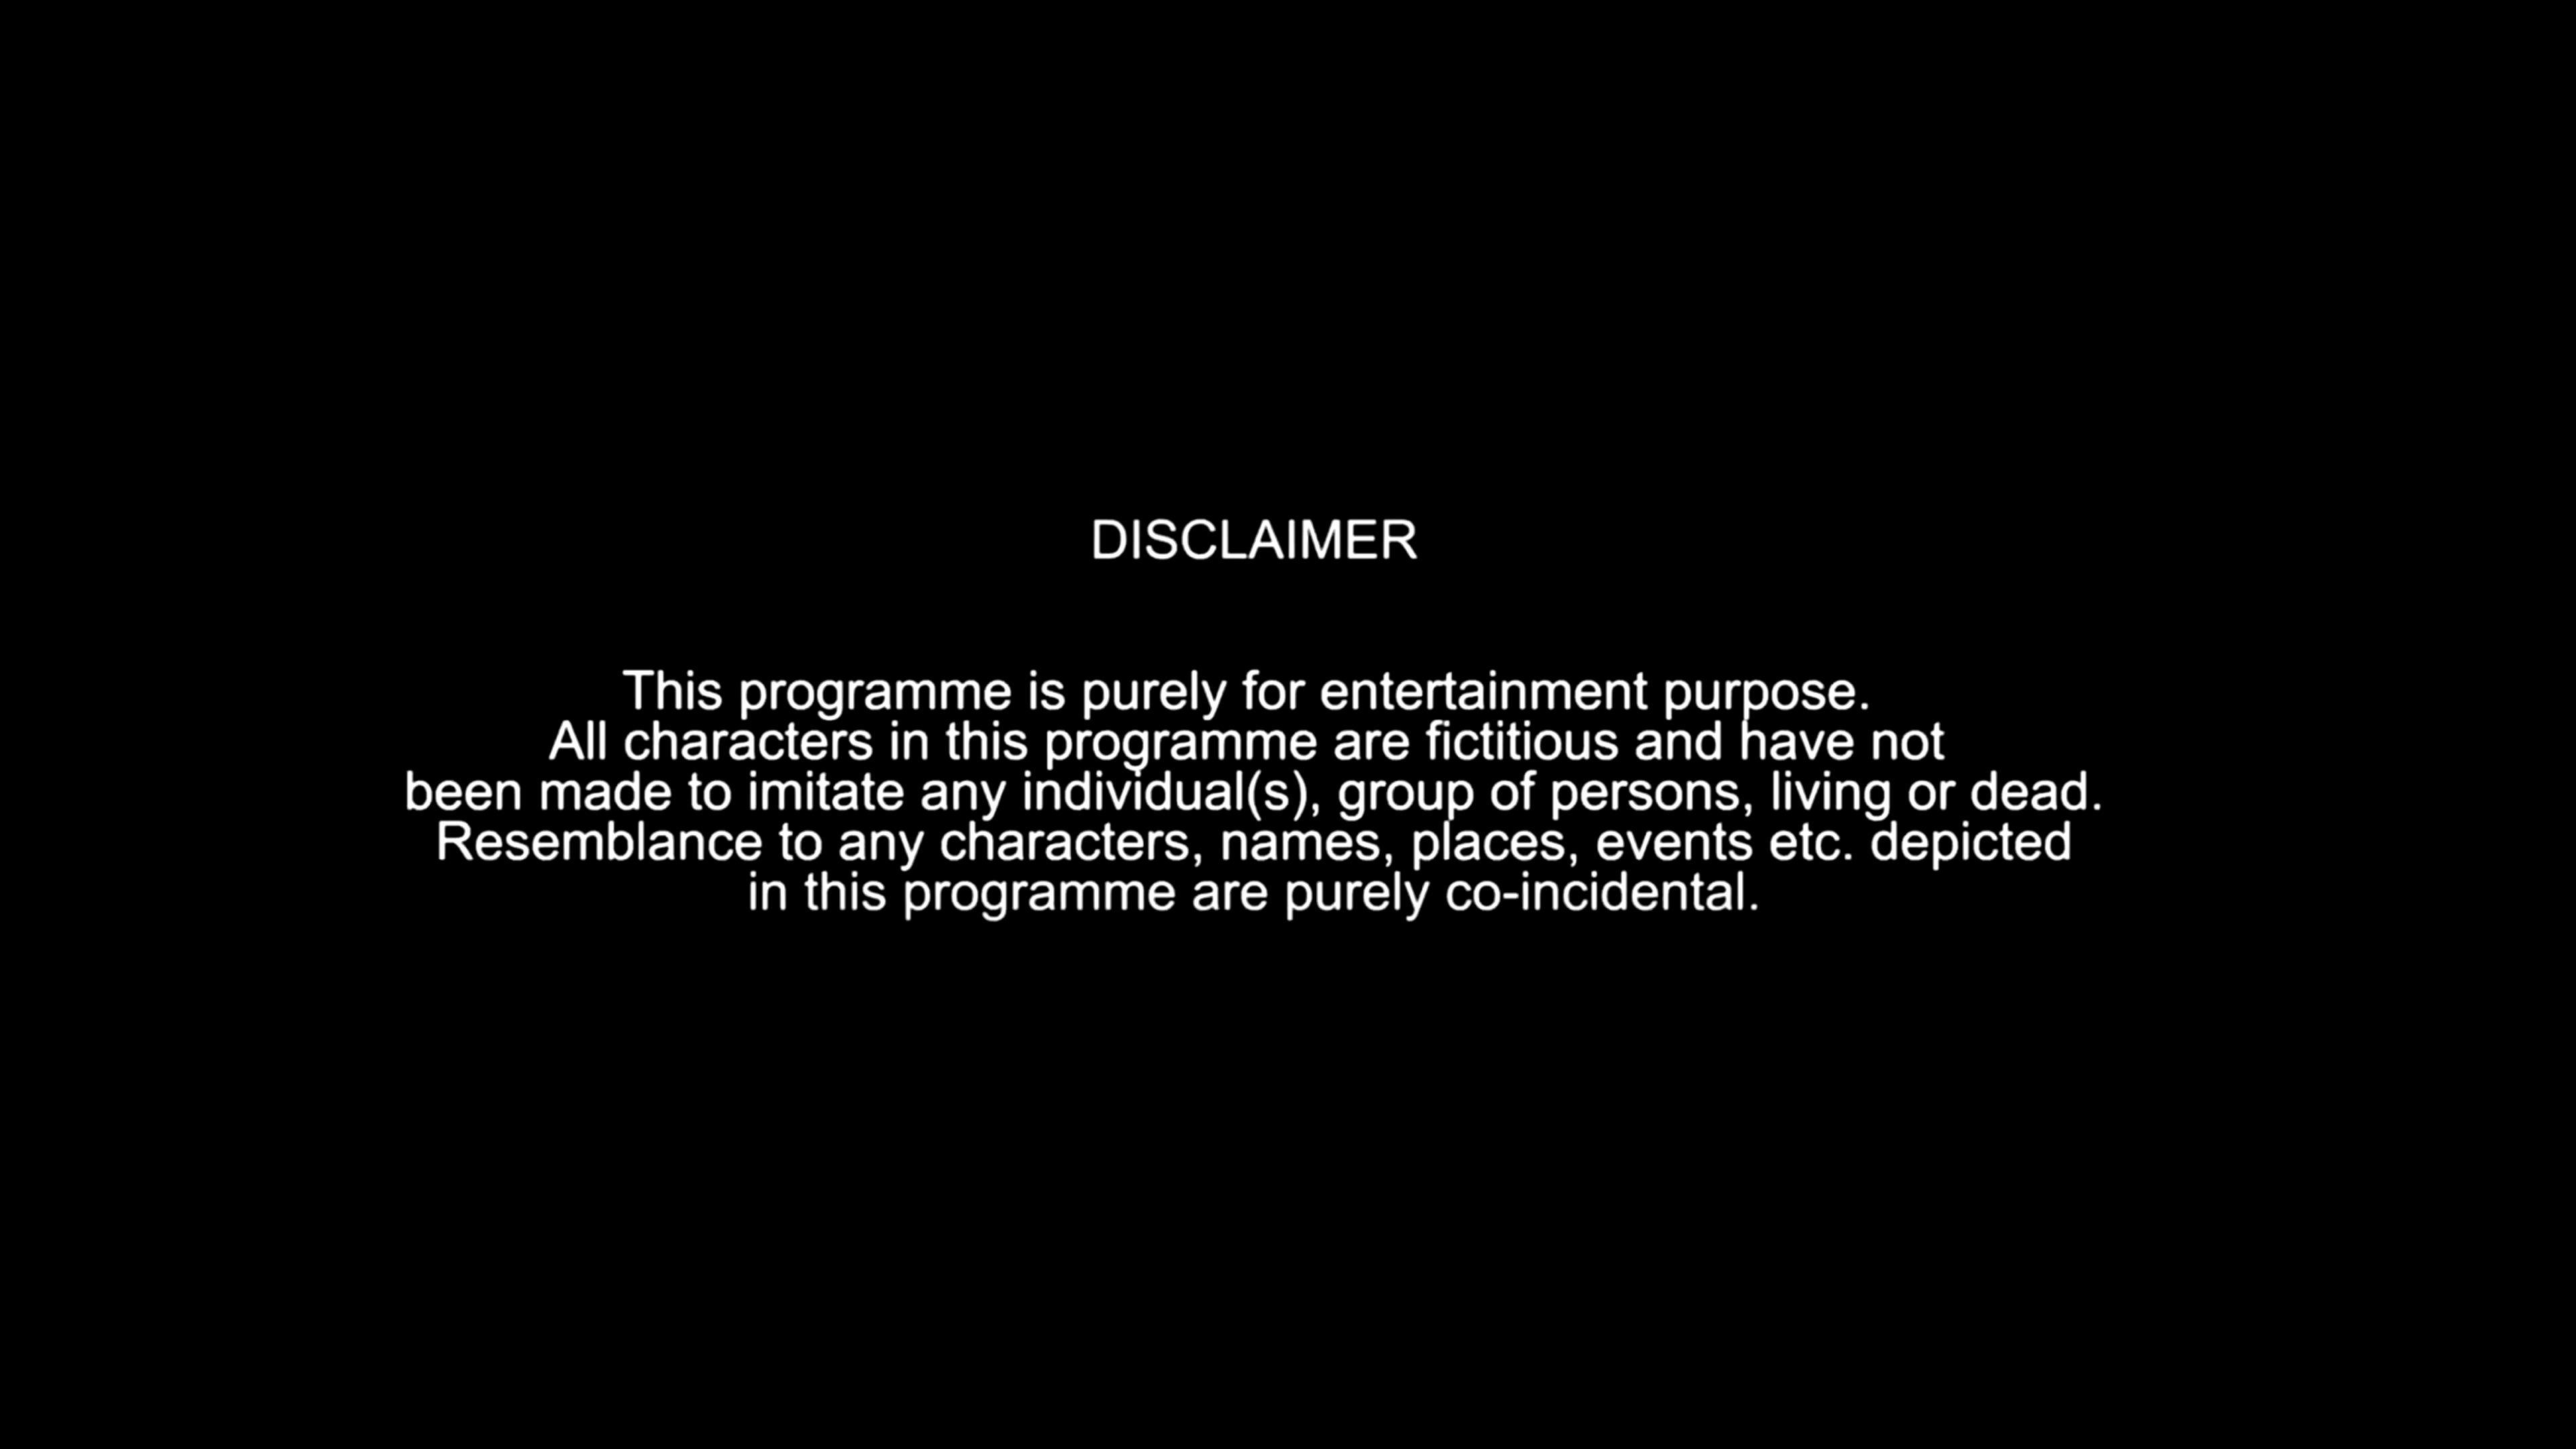 DISCLAIMER
This programme is purely for entertainment purpose.
All characters in this programme are fictitious and have not
been made to imitate any individual(s), group of persons, living or dead.
Resemblance to any characters, names, places, events etc. depicted
in this programme are purely co-incidental.